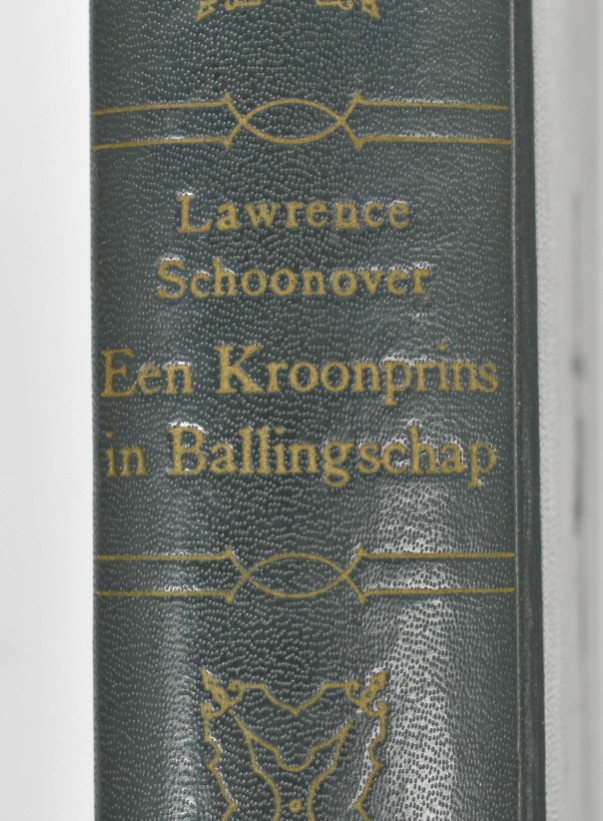 Lawrence
Schoonover
Een Kroonprins
in Ballingschap